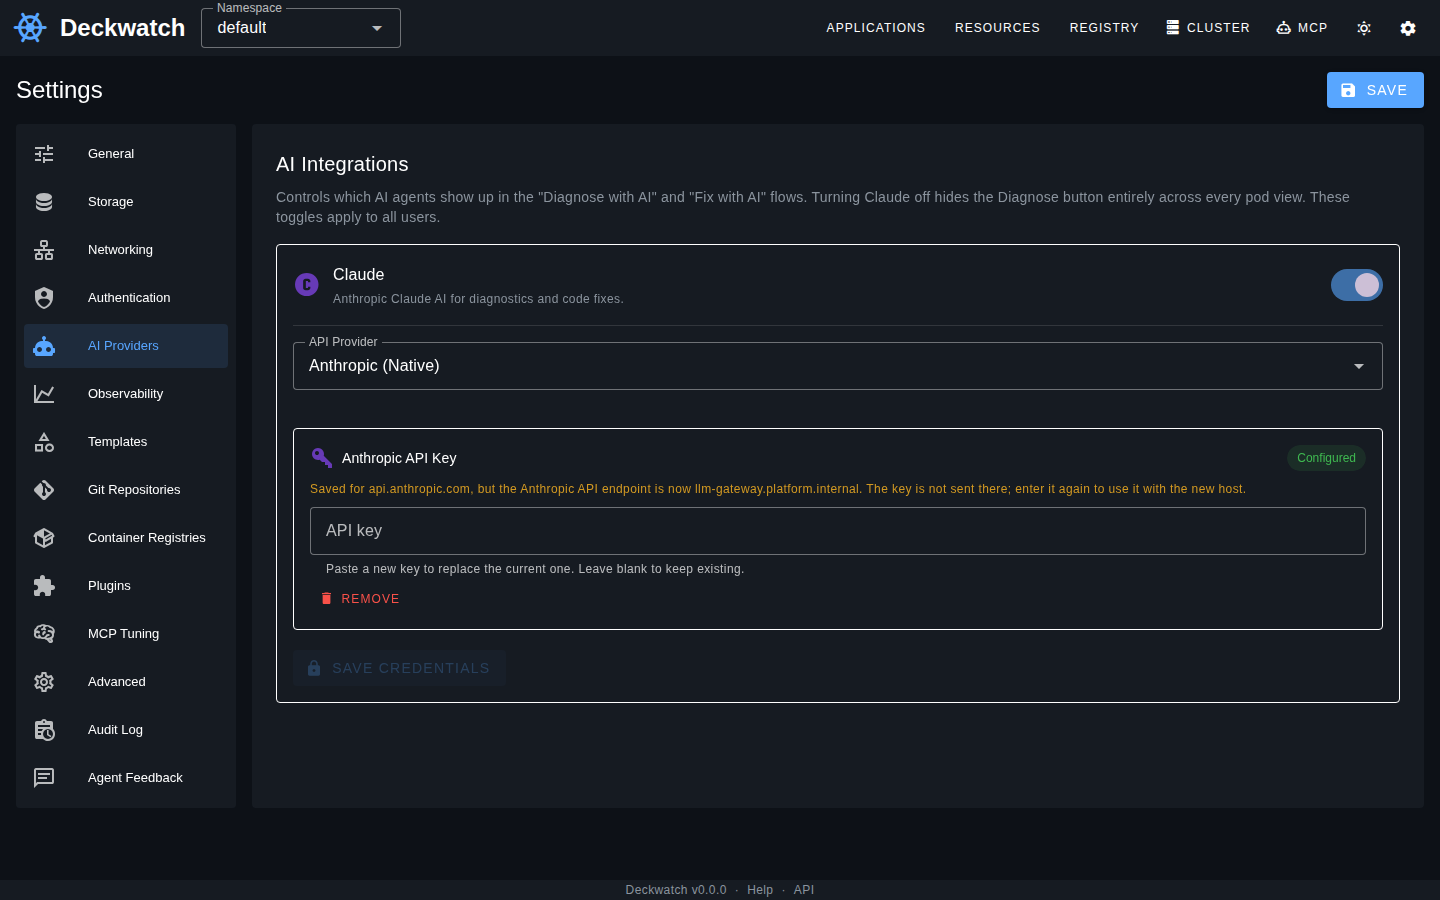 Deckwatch
Namespace
default
APPLICATIONS
RESOURCES
REGISTRY
CLUSTER
MCP
Settings
SAVE
General
Storage
Networking
Authentication
AI Providers
Observability
Templates
Git Repositories
Container Registries
Plugins
MCP Tuning
Advanced
Audit Log
Agent Feedback
AI Integrations
Controls which AI agents show up in the "Diagnose with AI" and "Fix with AI" flows. Turning Claude off hides the Diagnose button entirely across every pod view. These
toggles apply to all users.
C
Claude
Anthropic Claude AI for diagnostics and code fixes.
API Provider
Anthropic (Native)
Anthropic API Key
Configured
Saved for api.anthropic.com, but the Anthropic API endpoint is now llm-gateway.platform.internal. The key is not sent there; enter it again to use it with the new host.
API key
Paste a new key to replace the current one. Leave blank to keep existing.
REMOVE
SAVE CREDENTIALS
Deckwatch v0.0.0 · Help · API